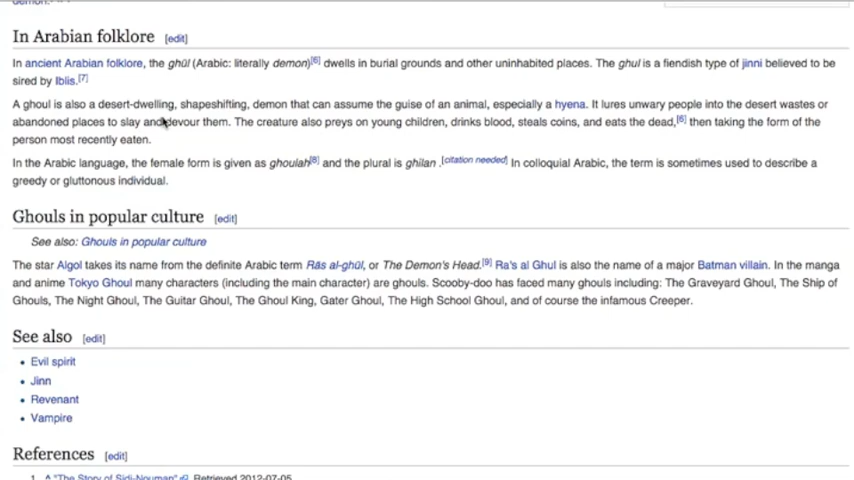 demon.
In Arabian folklore [edit]
In ancient Arabian folklore, the ghūl (Arabic: literally demon)[6] dwells in burial grounds and other uninhabited places. The ghul is a fiendish type of jinni believed to be
sired by Iblis.[7]
A ghoul is also a desert-dwelling, shapeshifting, demon that can assume the guise of an animal, especially a hyena. It lures unwary people into the desert wastes or
abandoned places to slay and devour them. The creature also preys on young children, drinks blood, steals coins, and eats the dead,[6] then taking the form of the
person most recently eaten.
In the Arabic language, the female form is given as ghoulah[8] and the plural is ghilan .[citation needed] In colloquial Arabic, the term is sometimes used to describe a
greedy or gluttonous individual.
Ghouls in popular culture [edit]
See also: Ghouls in popular culture
The star Algol takes its name from the definite Arabic term Rās al-ghūl, or The Demon's Head.[9] Ra's al Ghul is also the name of a major Batman villain. In the manga
and anime Tokyo Ghoul many characters (including the main character) are ghouls. Scooby-doo has faced many ghouls including: The Graveyard Ghoul, The Ship of
Ghouls, The Night Ghoul, The Guitar Ghoul, The Ghoul King, Gater Ghoul, The High School Ghoul, and of course the infamous Creeper.
See also [edit]
• Evil spirit
• Jinn
• Revenant
• Vampire
References [edit]
1. ^ "The Story of Sidi-Nouman" Retrieved 2012-07-05.